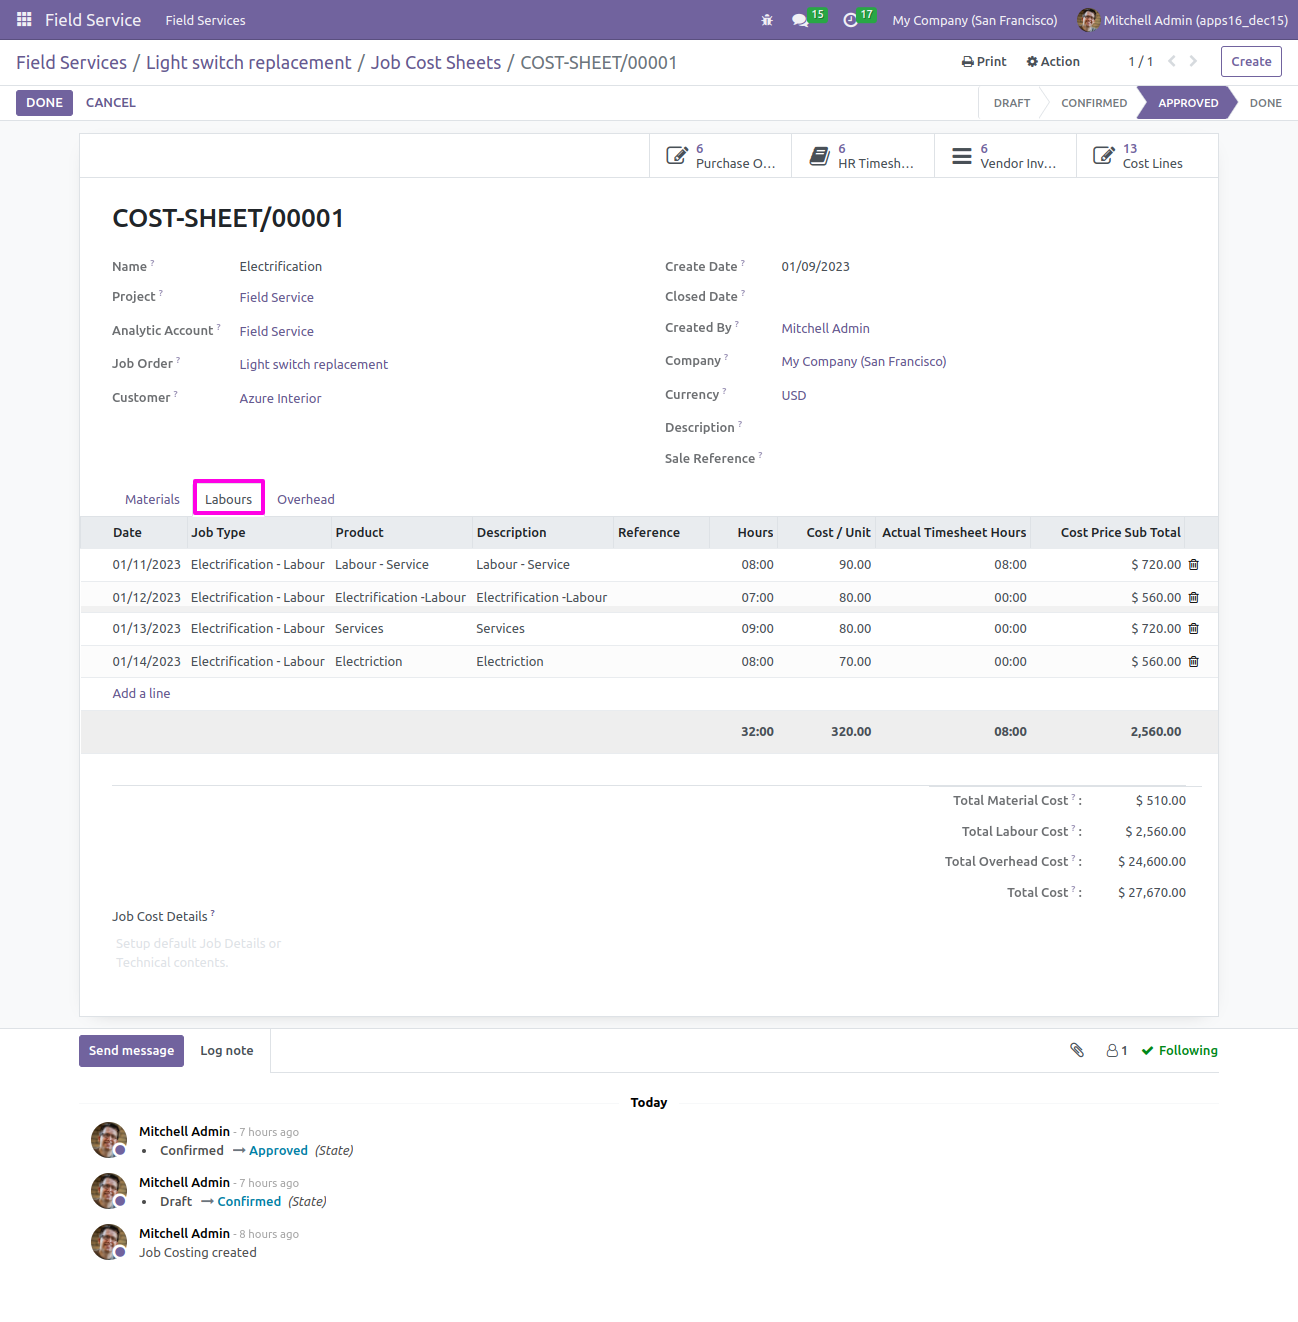 Field Service Field Services 15 17 My Company (San Francisco) Mitchell Admin (apps16_dec15)
Field Services / Light switch replacement / Job Cost Sheets / COST-SHEET/00001 Print Action 1 / 1 Create
DONE CANCEL DRAFT CONFIRMED APPROVED DONE
6 6 6 13
Purchase O... HR Timesh... Vendor Inv... Cost Lines
COST-SHEET/00001
Name ? Electrification Create Date ? 01/09/2023
Project ? Field Service Closed Date ?
Analytic Account ? Field Service Created By ? Mitchell Admin
Job Order ? Light switch replacement Company ? My Company (San Francisco)
Customer ? Azure Interior Currency ? USD
Description ?
Sale Reference ?
Materials Labours Overhead
Date Job Type Product Description Reference Hours Cost / Unit Actual Timesheet Hours Cost Price Sub Total
01/11/2023 Electrification - Labour Labour - Service Labour - Service 08:00 90.00 08:00 $ 720.00
01/12/2023 Electrification - Labour Electrification -Labour Electrification -Labour 07:00 80.00 00:00 $ 560.00
01/13/2023 Electrification - Labour Services Services 09:00 80.00 00:00 $ 720.00
01/14/2023 Electrification - Labour Electriction Electriction 08:00 70.00 00:00 $ 560.00
Add a line
32:00 320.00 08:00 2,560.00
Total Material Cost ? : $ 510.00
Total Labour Cost ? : $ 2,560.00
Total Overhead Cost ? : $ 24,600.00
Total Cost ? : $ 27,670.00
Job Cost Details ?
Setup default Job Details or
Technical contents.
Send message Log note 1 Following
Today
Mitchell Admin - 7 hours ago
• Confirmed → Approved (State)
Mitchell Admin - 7 hours ago
• Draft → Confirmed (State)
Mitchell Admin - 8 hours ago
Job Costing created